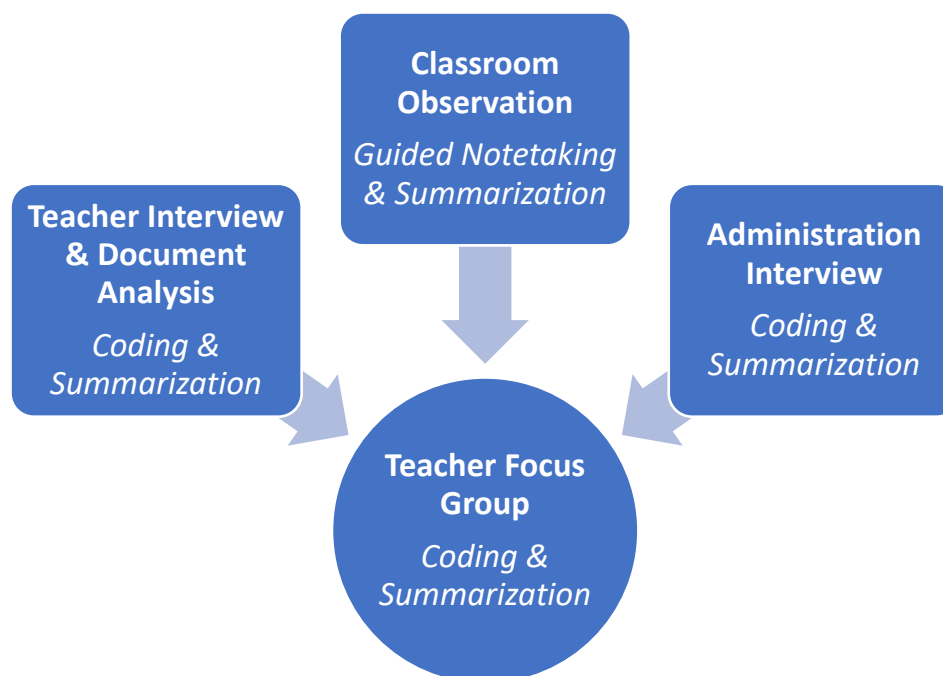 Classroom
Observation
Guided Notetaking
& Summarization
Teacher Interview
& Document
Analysis
Coding &
Summarization
Administration
Interview
Coding &
Summarization
Teacher Focus
Group
Coding &
Summarization